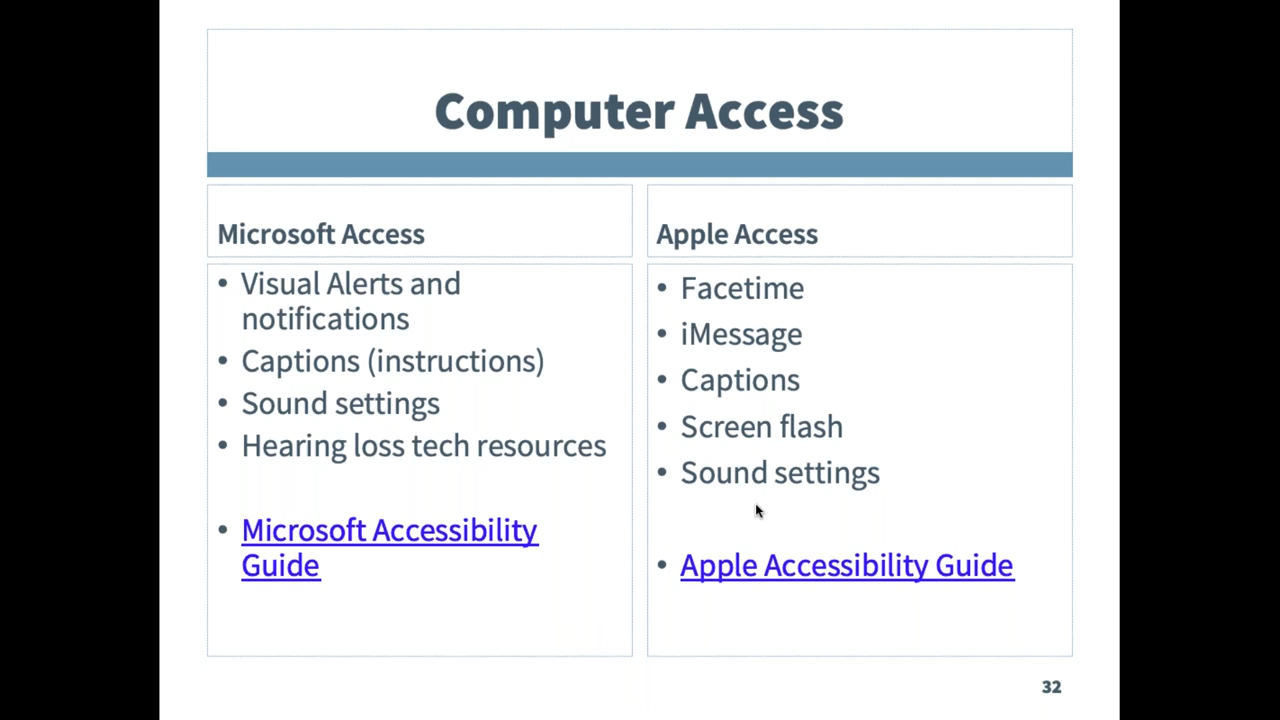 Computer Access
Microsoft Access
• Visual Alerts and
notifications
• Captions (instructions)
• Sound settings
• Hearing loss tech resources
• Microsoft Accessibility
Guide
Apple Access
• Facetime
• iMessage
• Captions
• Screen flash
• Sound settings
• Apple Accessibility Guide
32